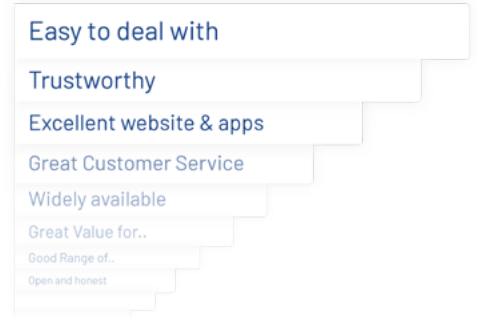 Easy to deal with
Trustworthy
Excellent website & apps
Great Customer Service
Widely available
Great Value for..
Good Range of..
Open and honest